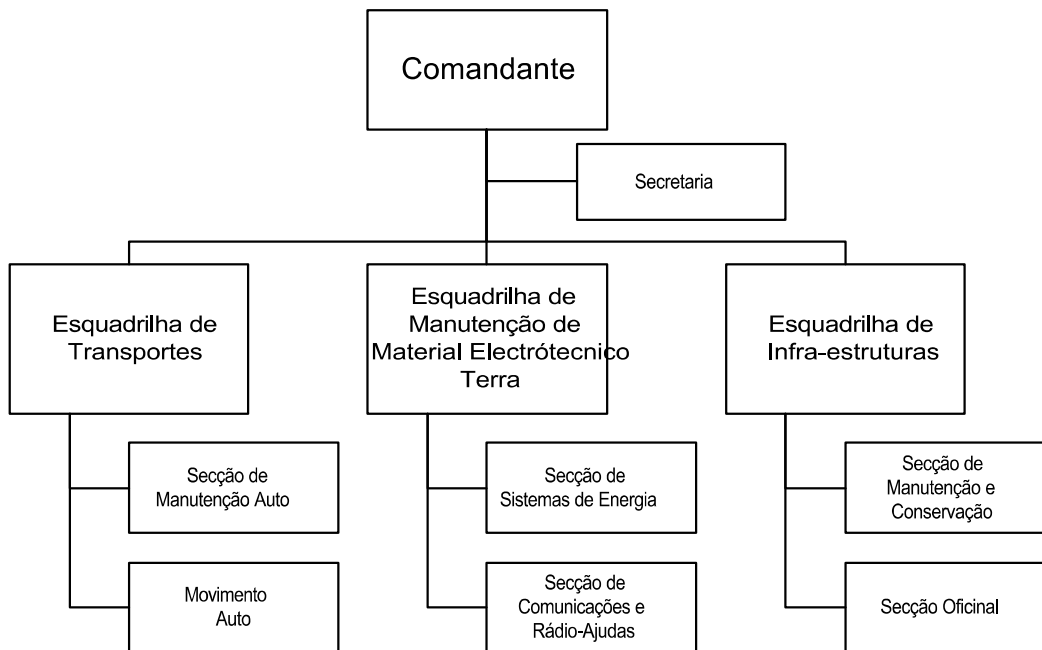 Comandante
Secretaria
Esquadrilha de
Transportes
Esquadrilha de
Manutenção de
Material Electrótecnico
Terra
Esquadrilha de
Infra-estruturas
Secção de
Manutenção Auto
Secção de
Sistemas de Energia
Secção de
Manutenção e
Conservação
Movimento
Auto
Secção de
Comunicações e
Rádio-Ajudas
Secção Oficinal